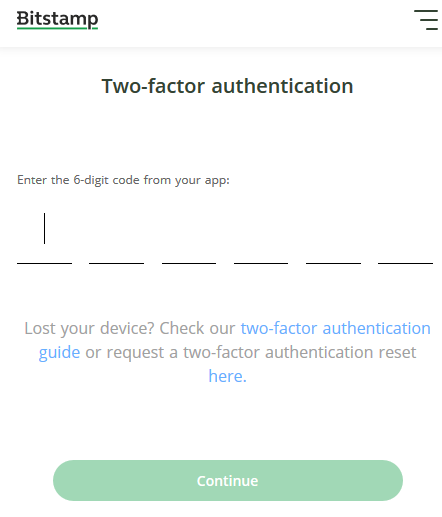 Bitstamp
Two-factor authentication
Enter the 6-digit code from your app:
Lost your device? Check our two-factor authentication
guide or request a two-factor authentication reset
here.
Continue